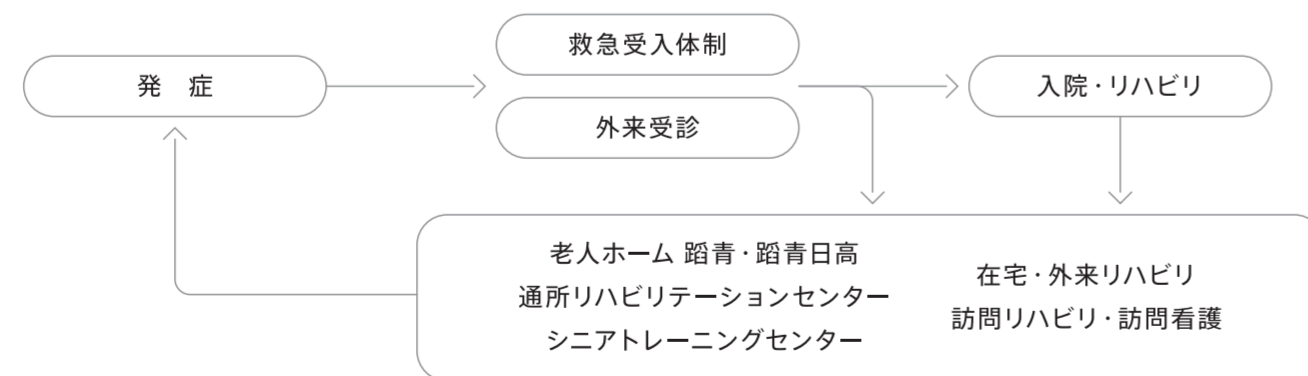 発 症
救急受入体制
外来受診
入院・リハビリ
老人ホーム 蹈青・蹈青日高
通所リハビリテーションセンター
シニアトレーニングセンター
在宅・外来リハビリ
訪問リハビリ・訪問看護